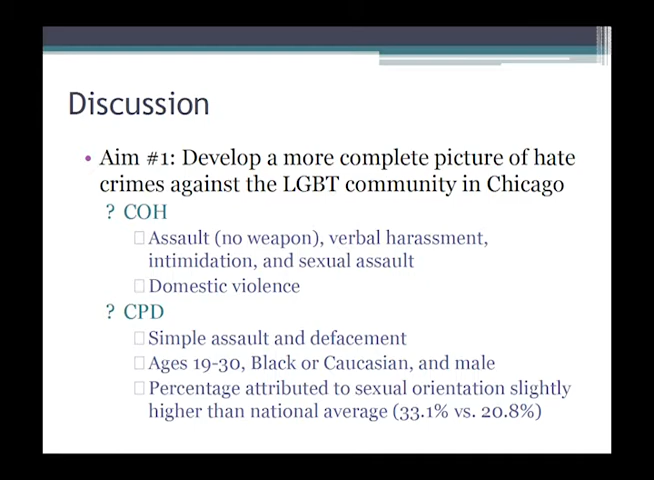 Discussion
• Aim #1: Develop a more complete picture of hate
crimes against the LGBT community in Chicago
? COH
□Assault (no weapon), verbal harassment,
intimidation, and sexual assault
□Domestic violence
? CPD
□Simple assault and defacement
□Ages 19-30, Black or Caucasian, and male
□Percentage attributed to sexual orientation slightly
higher than national average (33.1% vs. 20.8%)